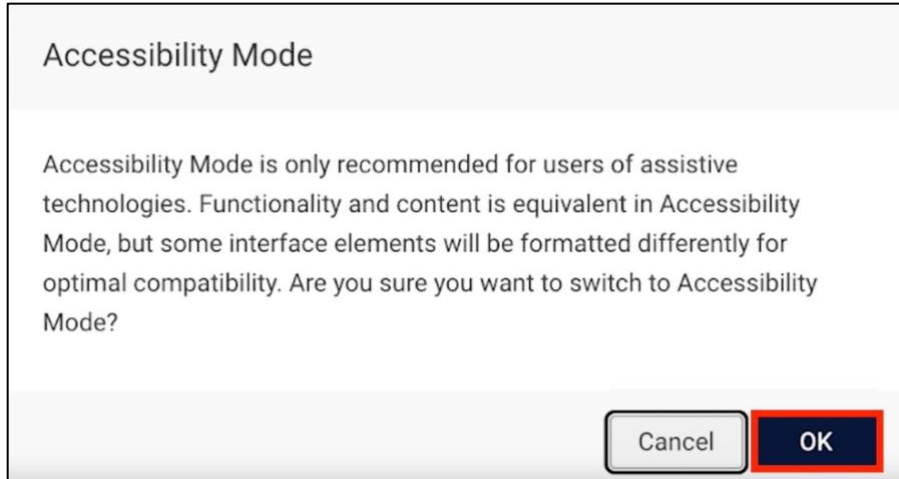 Accessibility Mode
Accessibility Mode is only recommended for users of assistive
technologies. Functionality and content is equivalent in Accessibility
Mode, but some interface elements will be formatted differently for
optimal compatibility. Are you sure you want to switch to Accessibility
Mode?
Cancel OK